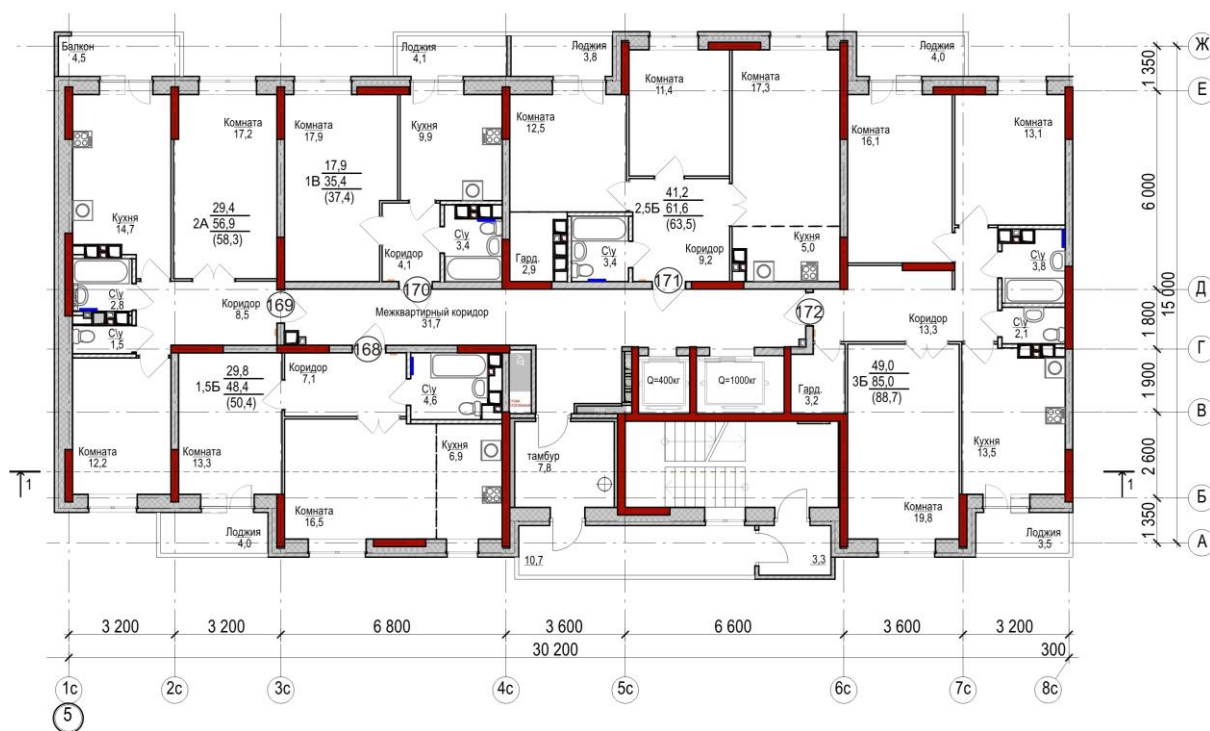 Балкон
4,5
Лоджия
4,1
Лоджия
3,8
Лоджия
4,0
Ж
Е
Д
Г
В
Б
А
1 350
6 000
1 800
1 900
2 600
1 350
15 000
Комната
17,2
Комната
17,9
Кухня
9,9
Комната
12,5
Комната
11,4
Комната
17,3
Комната
16,1
Комната
13,1
Кухня
14,7
29,4
2А 56,9
(58,3)
17,9
1В 35,4
(37,4)
41,2
2,5Б 61,6
(63,5)
С\у
3,4
Коридор
4,1
Гард.
2,9
С\у
3,4
Коридор
9,2
Кухня
5,0
С\у
3,8
С\у
2,8
С\у
1,5
Коридор
8,5
169
170
Межквартирный коридор
31,7
171
172
Коридор
13,3
С\у
2,1
168
29,8
1,5Б 48,4
(50,4)
Коридор
7,1
С\у
4,6
Q=400кг
Q=1000кг
Гард.
3,2
49,0
3Б 85,0
(88,7)
Комната
12,2
Комната
13,3
Кухня
6,9
тамбур
7,8
Кухня
13,5
Комната
16,5
Комната
19,8
1
1
Лоджия
4,0
10,7
3,3
Лоджия
3,5
3 200
3 200
6 800
3 600
6 600
3 600
3 200
30 200
300
1с
2с
3с
4с
5с
6с
7с
8с
5